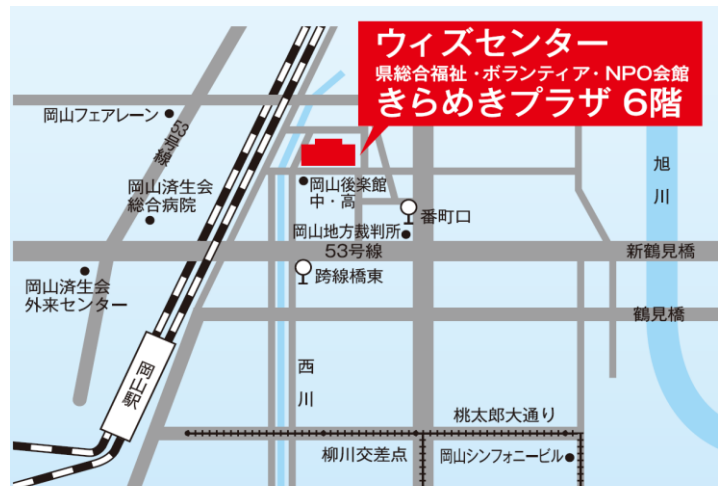 ウィズセンター
県総合福祉・ボランティア・NPO会館
きらめきプラザ 6階
岡山フェアレーン
53号線
旭川
岡山済生会
総合病院
岡山後楽館
中・高
番町口
岡山地方裁判所
53号線
新鶴見橋
岡山済生会
外来センター
跨線橋東
鶴見橋
岡山駅
西川
桃太郎大通り
柳川交差点
岡山シンフォニービル